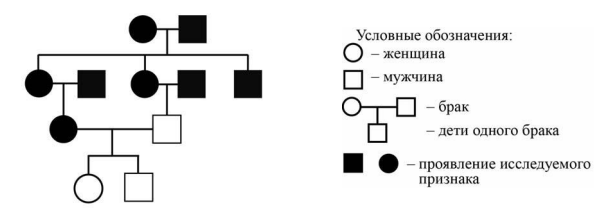 Условные обозначения:
– женщина
– мужчина
– брак
– дети одного брака
– проявление исследуемого
признака